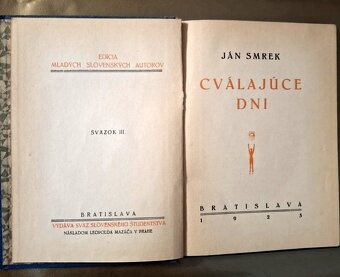 EDÍCIA
MLADÝCH SLOVENSKÝCH AUTOROV
SVAZOK III.
BRATISLAVA
VYDÁVA SVÄZ SLOVENSKÉHO ŠTUDENTSTVA
NÁKLADOM LEOPOLDA MAZÁČA V PRAHE
JÁN SMREK
CVÁLAJÚCE
DNI
BRATISLAVA
1925